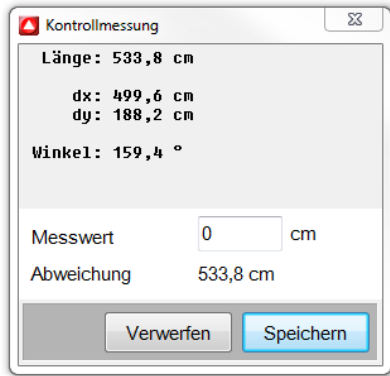 Kontrollmessung
Länge: 533,8 cm
dx: 499,6 cm
dy: 188,2 cm
Winkel: 159,4 °
Messwert 0 cm
Abweichung 533,8 cm
Verwerfen Speichern